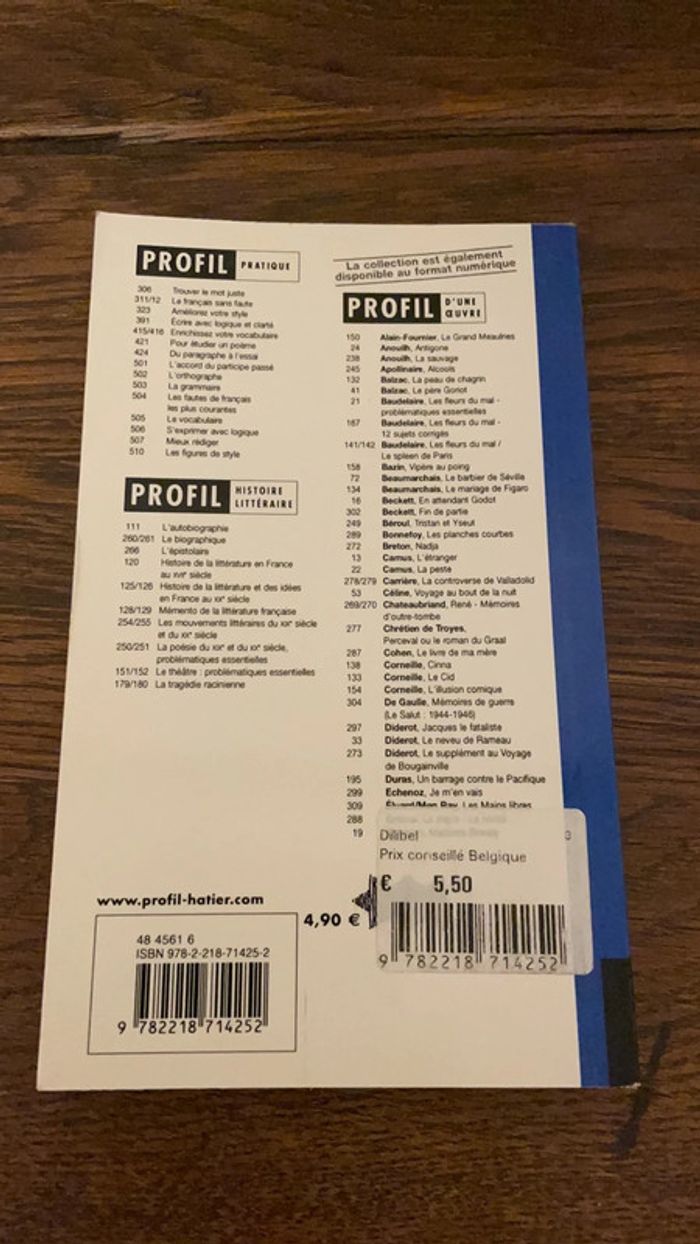 PROFIL PRATIQUE
306 Trouver le mot juste
311/12 Le français sans faute
323 Améliorez votre style
391 Écrire avec logique et clarté
415/416 Enrichissez votre vocabulaire
421 Pour étudier un poème
424 Du paragraphe à l'essai
501 L'accord du participe passé
502 L'orthographe
503 La grammaire
504 Les fautes de français
les plus courantes
505 Le vocabulaire
506 S'exprimer avec logique
507 Mieux rédiger
510 Les figures de style
PROFIL HISTOIRE LITTÉRAIRE
111 L'autobiographie
260/261 Le biographique
266 L'épistolaire
120 Histoire de la littérature en France
au XVIIe siècle
125/126 Histoire de la littérature et des idées
en France au XVIIIe siècle
128/129 Mémento de la littérature française
254/255 Les mouvements littéraires du XIXe siècle
et du XXe siècle
250/251 La poésie du XIXe et du XXe siècle,
problématiques essentielles
151/152 Le théâtre : problématiques essentielles
179/180 La tragédie racinienne
La collection est également
disponible au format numérique
PROFIL D'UNE ŒUVRE
150 Alain-Fournier, Le Grand Meaulnes
24 Anouilh, Antigone
238 Anouilh, La sauvage
245 Apollinaire, Alcools
132 Balzac, La peau de chagrin
41 Balzac, Le père Goriot
21 Baudelaire, Les fleurs du mal -
problématiques essentielles
167 Baudelaire, Les fleurs du mal -
12 sujets corrigés
141/142 Baudelaire, Les fleurs du mal /
Le spleen de Paris
158 Bazin, Vipère au poing
72 Beaumarchais, Le barbier de Séville
134 Beaumarchais, Le mariage de Figaro
16 Beckett, En attendant Godot
302 Beckett, Fin de partie
249 Béroul, Tristan et Yseut
289 Bonnefoy, Les planches courbes
272 Breton, Nadja
13 Camus, L'étranger
22 Camus, La peste
278/279 Carrière, La controverse de Valladolid
53 Céline, Voyage au bout de la nuit
269/270 Chateaubriand, René - Mémoires
d'outre-tombe
277 Chrétien de Troyes,
Perceval ou le roman du Graal
287 Cohen, Le livre de ma mère
138 Corneille, Cinna
133 Corneille, Le Cid
154 Corneille, L'illusion comique
304 De Gaulle, Mémoires de guerre
(Le Salut : 1944-1946)
297 Diderot, Jacques le fataliste
33 Diderot, Le neveu de Rameau
273 Diderot, Le supplément au Voyage
de Bougainville
195 Duras, Un barrage contre le Pacifique
299 Echenoz, Je m'en vais
309 Éluard/Man Ray, Les Mains libres
288
19
Dilibel
Prix conseillé Belgique
€ 5,50
9 782218 714252
www.profil-hatier.com
4,90 €
48 4561 6
ISBN 978-2-218-71425-2
9 782218 714252